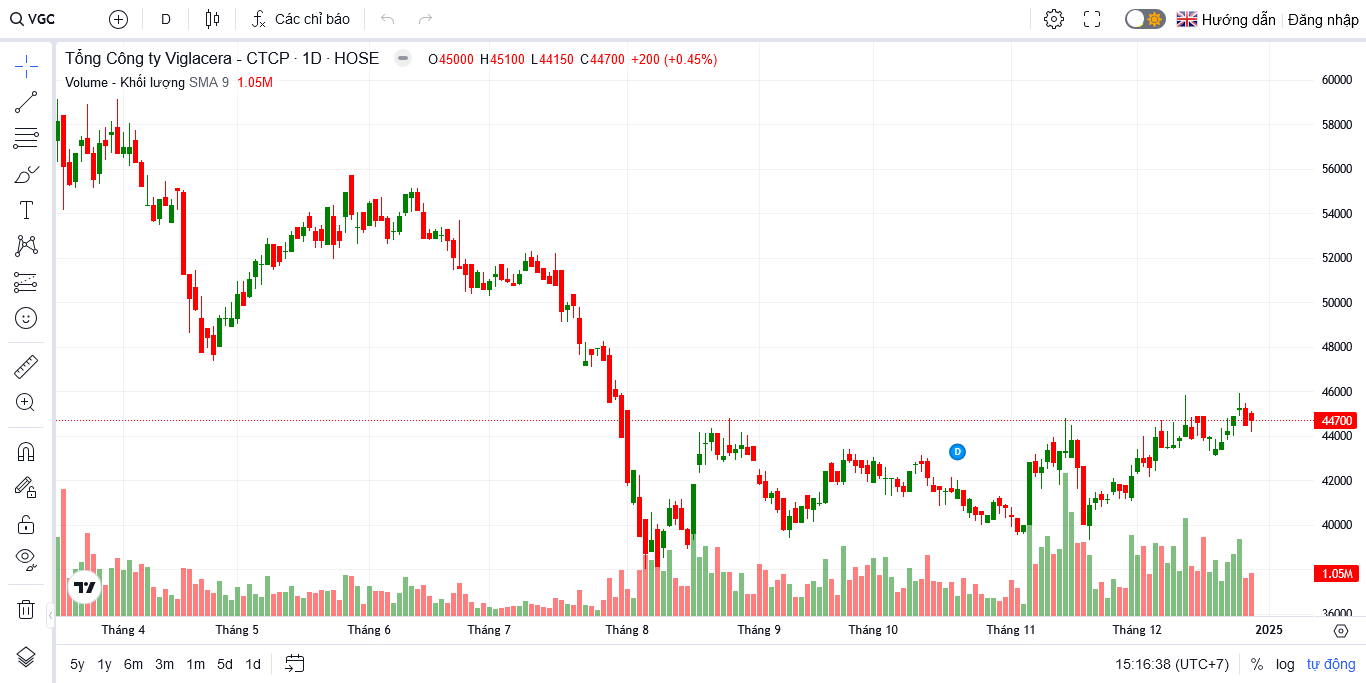 VGC D Các chỉ báo Hướng dẫn Đăng nhập
Tổng Công ty Viglacera - CTCP · 1D · HOSE O45000 H45100 L44150 C44700 +200 (+0.45%)
Volume - Khối lượng SMA 9 1.05M
60000
58000
56000
54000
52000
50000
48000
46000
44700
44000
42000
40000
1.05M
36000
D
Tháng 4 Tháng 5 Tháng 6 Tháng 7 Tháng 8 Tháng 9 Tháng 10 Tháng 11 Tháng 12 2025
5y 1y 6m 3m 1m 5d 1d 15:16:38 (UTC+7) % log tự động